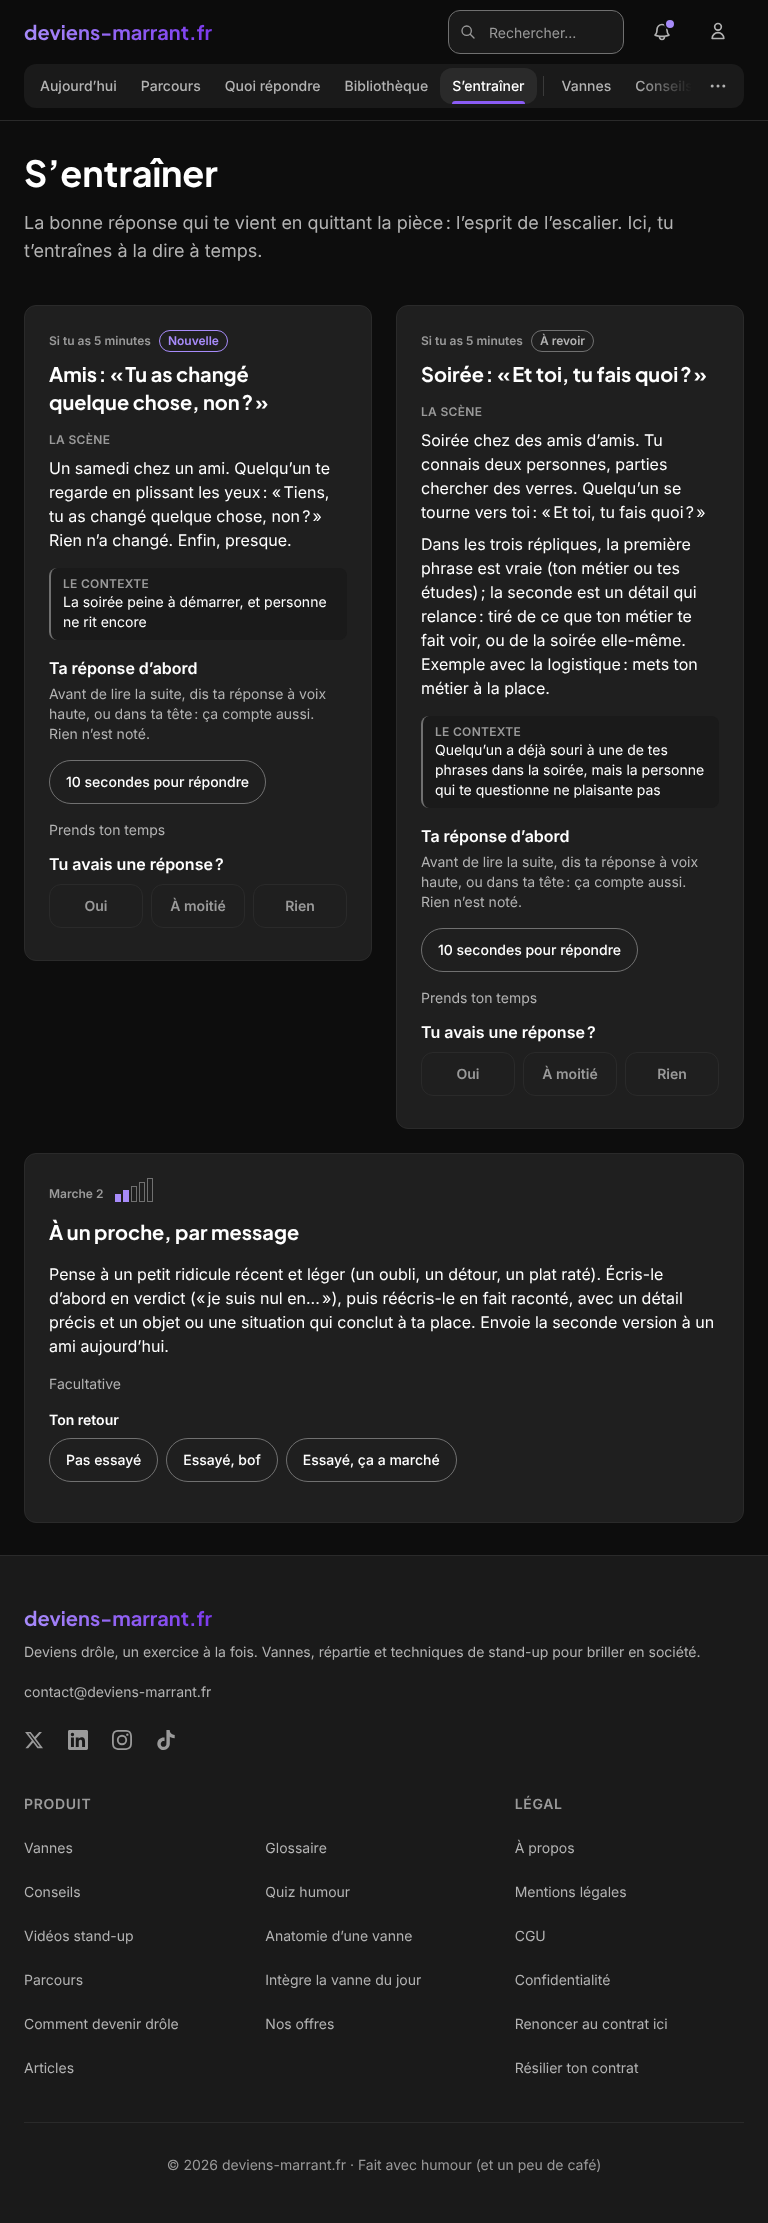 deviens-marrant.fr
Rechercher...
Aujourd’hui
Parcours
Quoi répondre
Bibliothèque
S’entraîner
Vannes
Conseils
S’entraîner
La bonne réponse qui te vient en quittant la pièce : l’esprit de l’escalier. Ici, tu
t’entraînes à la dire à temps.
Si tu as 5 minutes
Nouvelle
Amis : « Tu as changé
quelque chose, non ? »
LA SCÈNE
Un samedi chez un ami. Quelqu’un te
regarde en plissant les yeux : « Tiens,
tu as changé quelque chose, non ? »
Rien n’a changé. Enfin, presque.
LE CONTEXTE
La soirée peine à démarrer, et personne
ne rit encore
Ta réponse d’abord
Avant de lire la suite, dis ta réponse à voix
haute, ou dans ta tête : ça compte aussi.
Rien n’est noté.
10 secondes pour répondre
Prends ton temps
Tu avais une réponse ?
Oui
À moitié
Rien
Si tu as 5 minutes
À revoir
Soirée : « Et toi, tu fais quoi ? »
LA SCÈNE
Soirée chez des amis d’amis. Tu
connais deux personnes, parties
chercher des verres. Quelqu’un se
tourne vers toi : « Et toi, tu fais quoi ? »
Dans les trois répliques, la première
phrase est vraie (ton métier ou tes
études) ; la seconde est un détail qui
relance : tiré de ce que ton métier te
fait voir, ou de la soirée elle-même.
Exemple avec la logistique : mets ton
métier à la place.
LE CONTEXTE
Quelqu’un a déjà souri à une de tes
phrases dans la soirée, mais la personne
qui te questionne ne plaisante pas
Ta réponse d’abord
Avant de lire la suite, dis ta réponse à voix
haute, ou dans ta tête : ça compte aussi.
Rien n’est noté.
10 secondes pour répondre
Prends ton temps
Tu avais une réponse ?
Oui
À moitié
Rien
Marche 2
À un proche, par message
Pense à un petit ridicule récent et léger (un oubli, un détour, un plat raté). Écris-le
d’abord en verdict (« je suis nul en… »), puis réécris-le en fait raconté, avec un détail
précis et un objet ou une situation qui conclut à ta place. Envoie la seconde version à un
ami aujourd’hui.
Facultative
Ton retour
Pas essayé
Essayé, bof
Essayé, ça a marché
deviens-marrant.fr
Deviens drôle, un exercice à la fois. Vannes, répartie et techniques de stand-up pour briller en société.
contact@deviens-marrant.fr
PRODUIT
Vannes
Conseils
Vidéos stand-up
Parcours
Comment devenir drôle
Articles
Glossaire
Quiz humour
Anatomie d’une vanne
Intègre la vanne du jour
Nos offres
LÉGAL
À propos
Mentions légales
CGU
Confidentialité
Renoncer au contrat ici
Résilier ton contrat
© 2026 deviens-marrant.fr · Fait avec humour (et un peu de café)